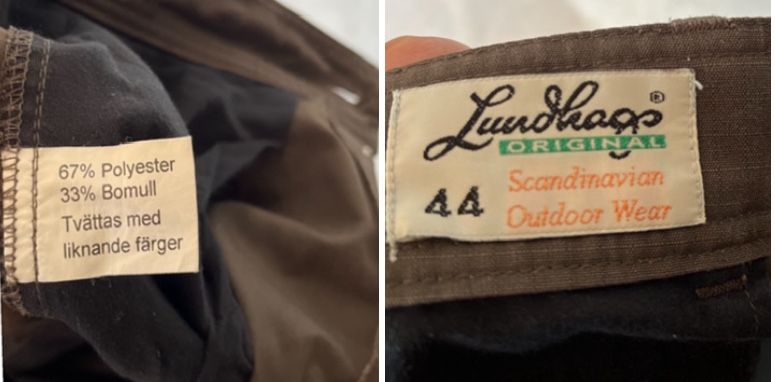 67% Polyester
33% Bomull
Tvättas med
liknande färger
Lundhags®
ORIGINAL
44
Scandinavian
Outdoor Wear